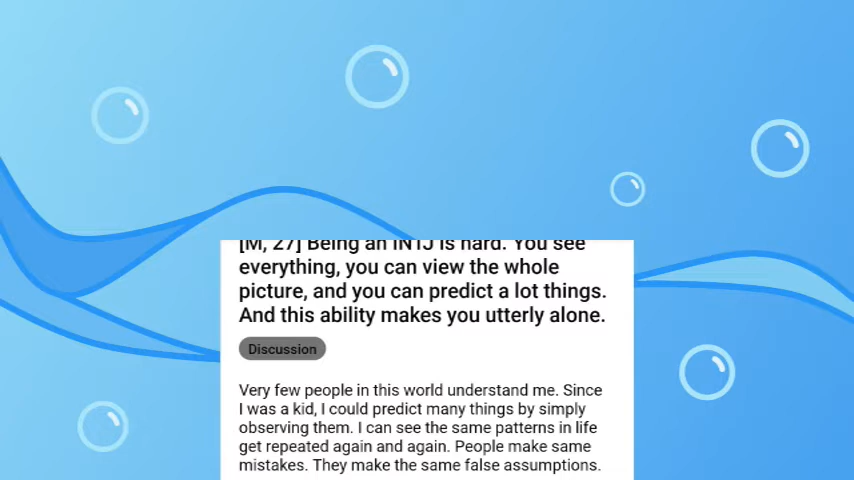 [M, 27] Being an INTJ is hard. You see
everything, you can view the whole
picture, and you can predict a lot things.
And this ability makes you utterly alone.
Discussion
Very few people in this world understand me. Since
I was a kid, I could predict many things by simply
observing them. I can see the same patterns in life
get repeated again and again. People make same
mistakes. They make the same false assumptions.